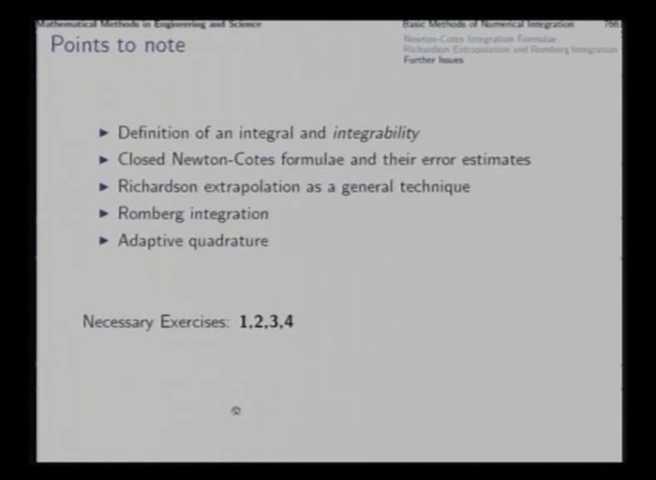 Mathematical Methods in Engineering and Science
Basic Methods of Numerical Integration
Points to note
Newton-Cotes Integration Formulae
Richardson Extrapolation and Romberg Integration
Further Issues
► Definition of an integral and integrability
► Closed Newton-Cotes formulae and their error estimates
► Richardson extrapolation as a general technique
► Romberg integration
► Adaptive quadrature
Necessary Exercises: 1,2,3,4